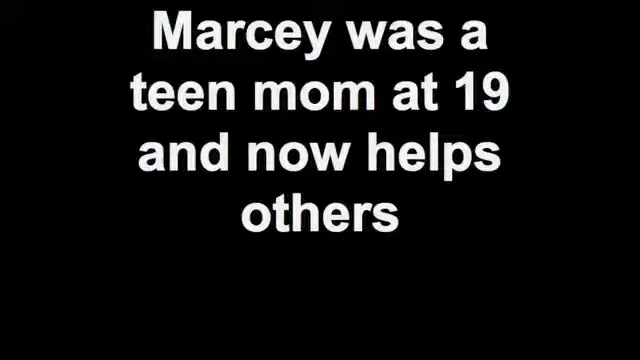 Marcey was a
teen mom at 19
and now helps
others